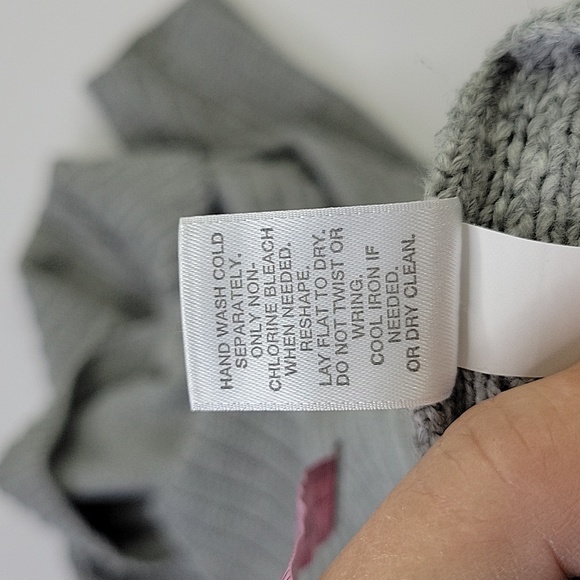 HAND WASH COLD
SEPARATELY.
ONLY NON-
CHLORINE BLEACH
WHEN NEEDED.
RESHAPE.
LAY FLAT TO DRY.
DO NOT TWIST OR
WRING.
COOL IRON IF
NEEDED.
OR DRY CLEAN.